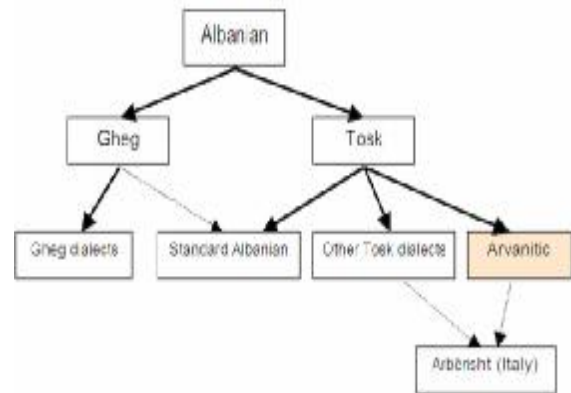 Albanian
Gheg
Tosk
Gheg dialects
Standard Albanian
Other Tosk dialects
Arvanitic
Arbërisht (Italy)